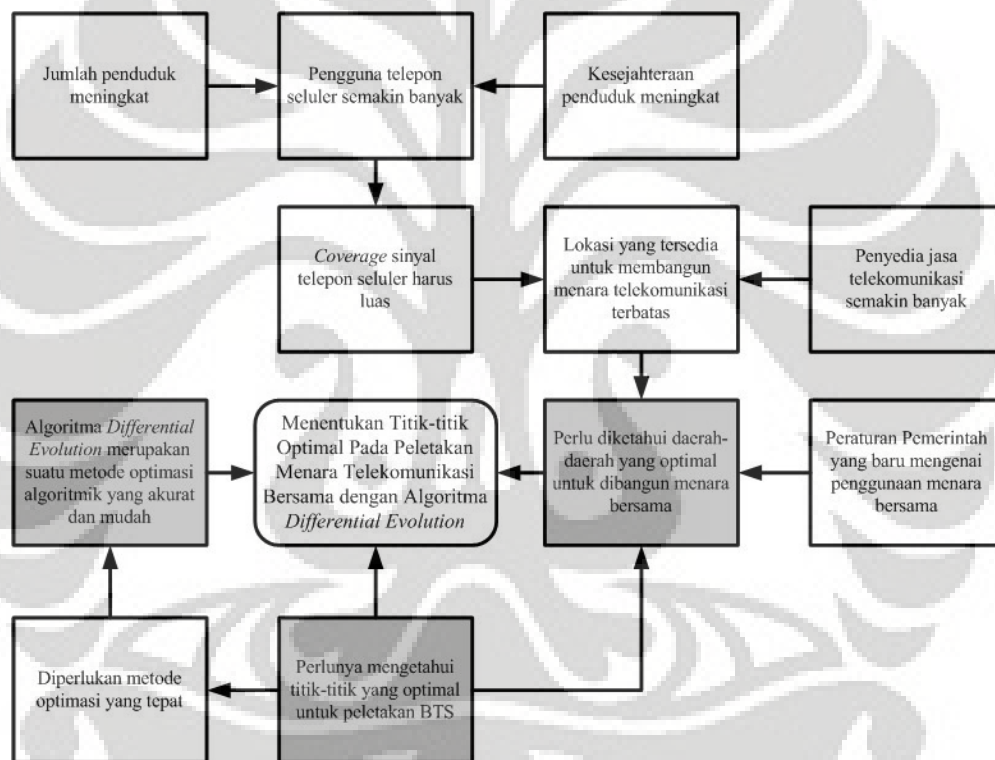 Jumlah penduduk
meningkat
Pengguna telepon
seluler semakin banyak
Kesejahteraan
penduduk meningkat
Coverage sinyal
telepon seluler harus
luas
Lokasi yang tersedia
untuk membangun
menara telekomunikasi
terbatas
Penyedia jasa
telekomunikasi
semakin banyak
Algoritma Differential
Evolution merupakan
suatu metode optimasi
algoritmik yang akurat
dan mudah
Menentukan Titik-titik
Optimal Pada Peletakan
Menara Telekomunikasi
Bersama dengan Algoritma
Differential Evolution
Perlu diketahui daerah-
daerah yang optimal
untuk dibangun menara
bersama
Peraturan Pemerintah
yang baru mengenai
penggunaan menara
bersama
Diperlukan metode
optimasi yang tepat
Perlunya mengetahui
titik-titik yang optimal
untuk peletakan BTS